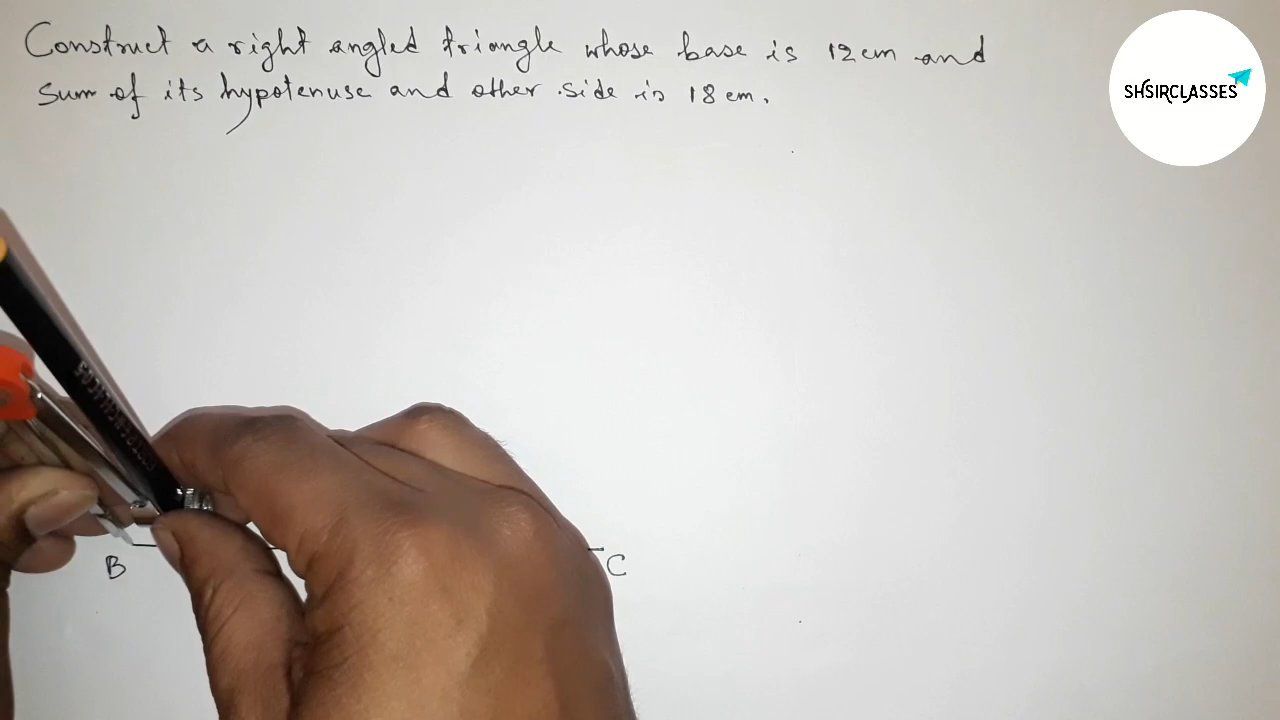 Construct a right angled triangle whose base is 12 cm and
sum of its hypotenuse and other side is 18 cm.
SHSIRCLASSES
B
C